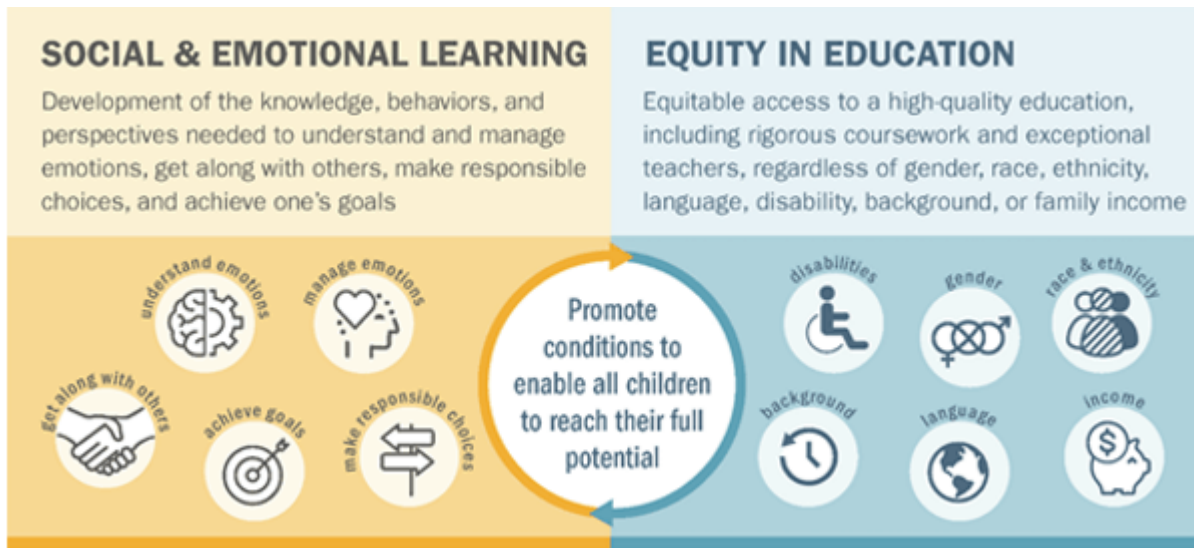 SOCIAL & EMOTIONAL LEARNING
Development of the knowledge, behaviors, and
perspectives needed to understand and manage
emotions, get along with others, make responsible
choices, and achieve one's goals
EQUITY IN EDUCATION
Equitable access to a high-quality education,
including rigorous coursework and exceptional
teachers, regardless of gender, race, ethnicity,
language, disability, background, or family income
understand emotions
manage emotions
get along with others
achieve goals
make responsible choices
Promote
conditions to
enable all children
to reach their full
potential
disabilities
gender
race & ethnicity
background
language
income
$